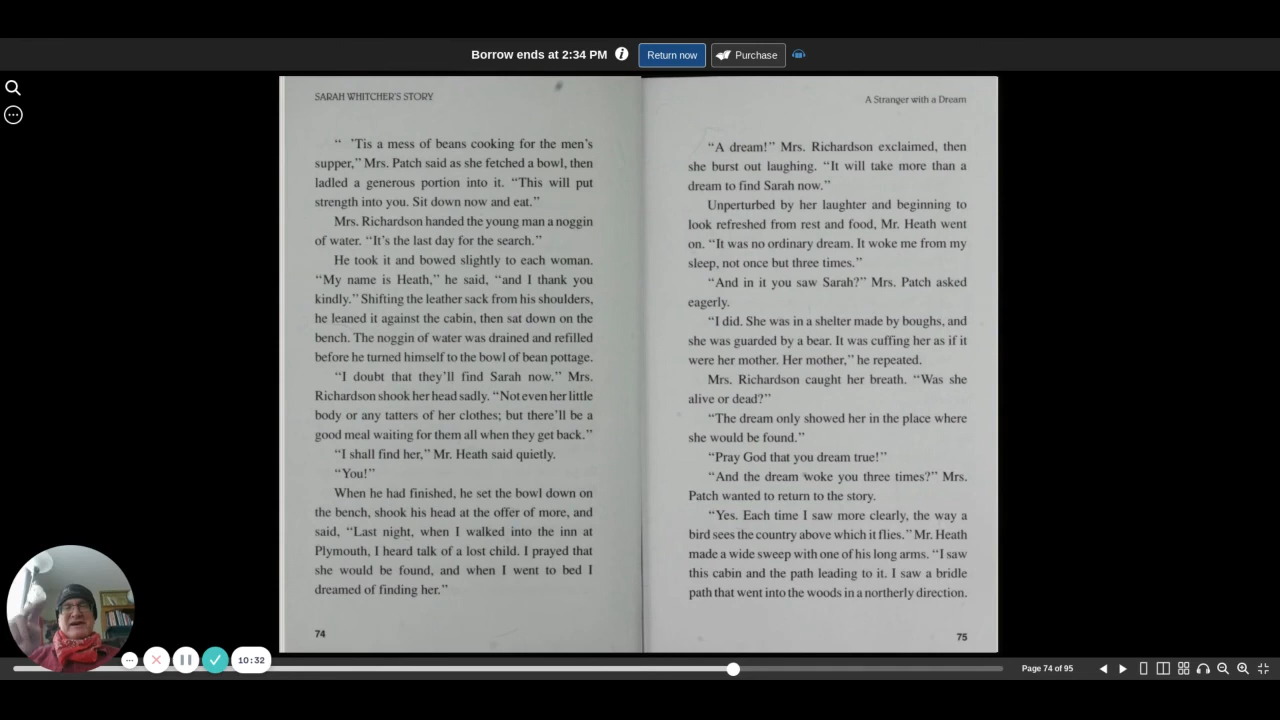 Borrow ends at 2:34 PM
Return now
Purchase
SARAH WHITCHER'S STORY
“ ’Tis a mess of beans cooking for the men’s
supper,” Mrs. Patch said as she fetched a bowl, then
ladled a generous portion into it. “This will put
strength into you. Sit down now and eat.”
Mrs. Richardson handed the young man a noggin
of water. “It’s the last day for the search.”
He took it and bowed slightly to each woman.
“My name is Heath,” he said, “and I thank you
kindly.” Shifting the leather sack from his shoulders,
he leaned it against the cabin, then sat down on the
bench. The noggin of water was drained and refilled
before he turned himself to the bowl of bean pottage.
“I doubt that they’ll find Sarah now.” Mrs.
Richardson shook her head sadly. “Not even her little
body or any tatters of her clothes; but there’ll be a
good meal waiting for them all when they get back.”
“I shall find her,” Mr. Heath said quietly.
“You!”
When he had finished, he set the bowl down on
the bench, shook his head at the offer of more, and
said, “Last night, when I walked into the inn at
Plymouth, I heard talk of a lost child. I prayed that
she would be found, and when I went to bed I
dreamed of finding her.”
74
A Stranger with a Dream
“A dream!” Mrs. Richardson exclaimed, then
she burst out laughing. “It will take more than a
dream to find Sarah now.”
Unperturbed by her laughter and beginning to
look refreshed from rest and food, Mr. Heath went
on. “It was no ordinary dream. It woke me from my
sleep, not once but three times.”
“And in it you saw Sarah?” Mrs. Patch asked
eagerly.
“I did. She was in a shelter made by boughs, and
she was guarded by a bear. It was cuffing her as if it
were her mother. Her mother,” he repeated.
Mrs. Richardson caught her breath. “Was she
alive or dead?”
“The dream only showed her in the place where
she would be found.”
“Pray God that you dream true!”
“And the dream woke you three times?” Mrs.
Patch wanted to return to the story.
“Yes. Each time I saw more clearly, the way a
bird sees the country above which it flies.” Mr. Heath
made a wide sweep with one of his long arms. “I saw
this cabin and the path leading to it. I saw a bridle
path that went into the woods in a northerly direction.
75
10:32
Page 74 of 95